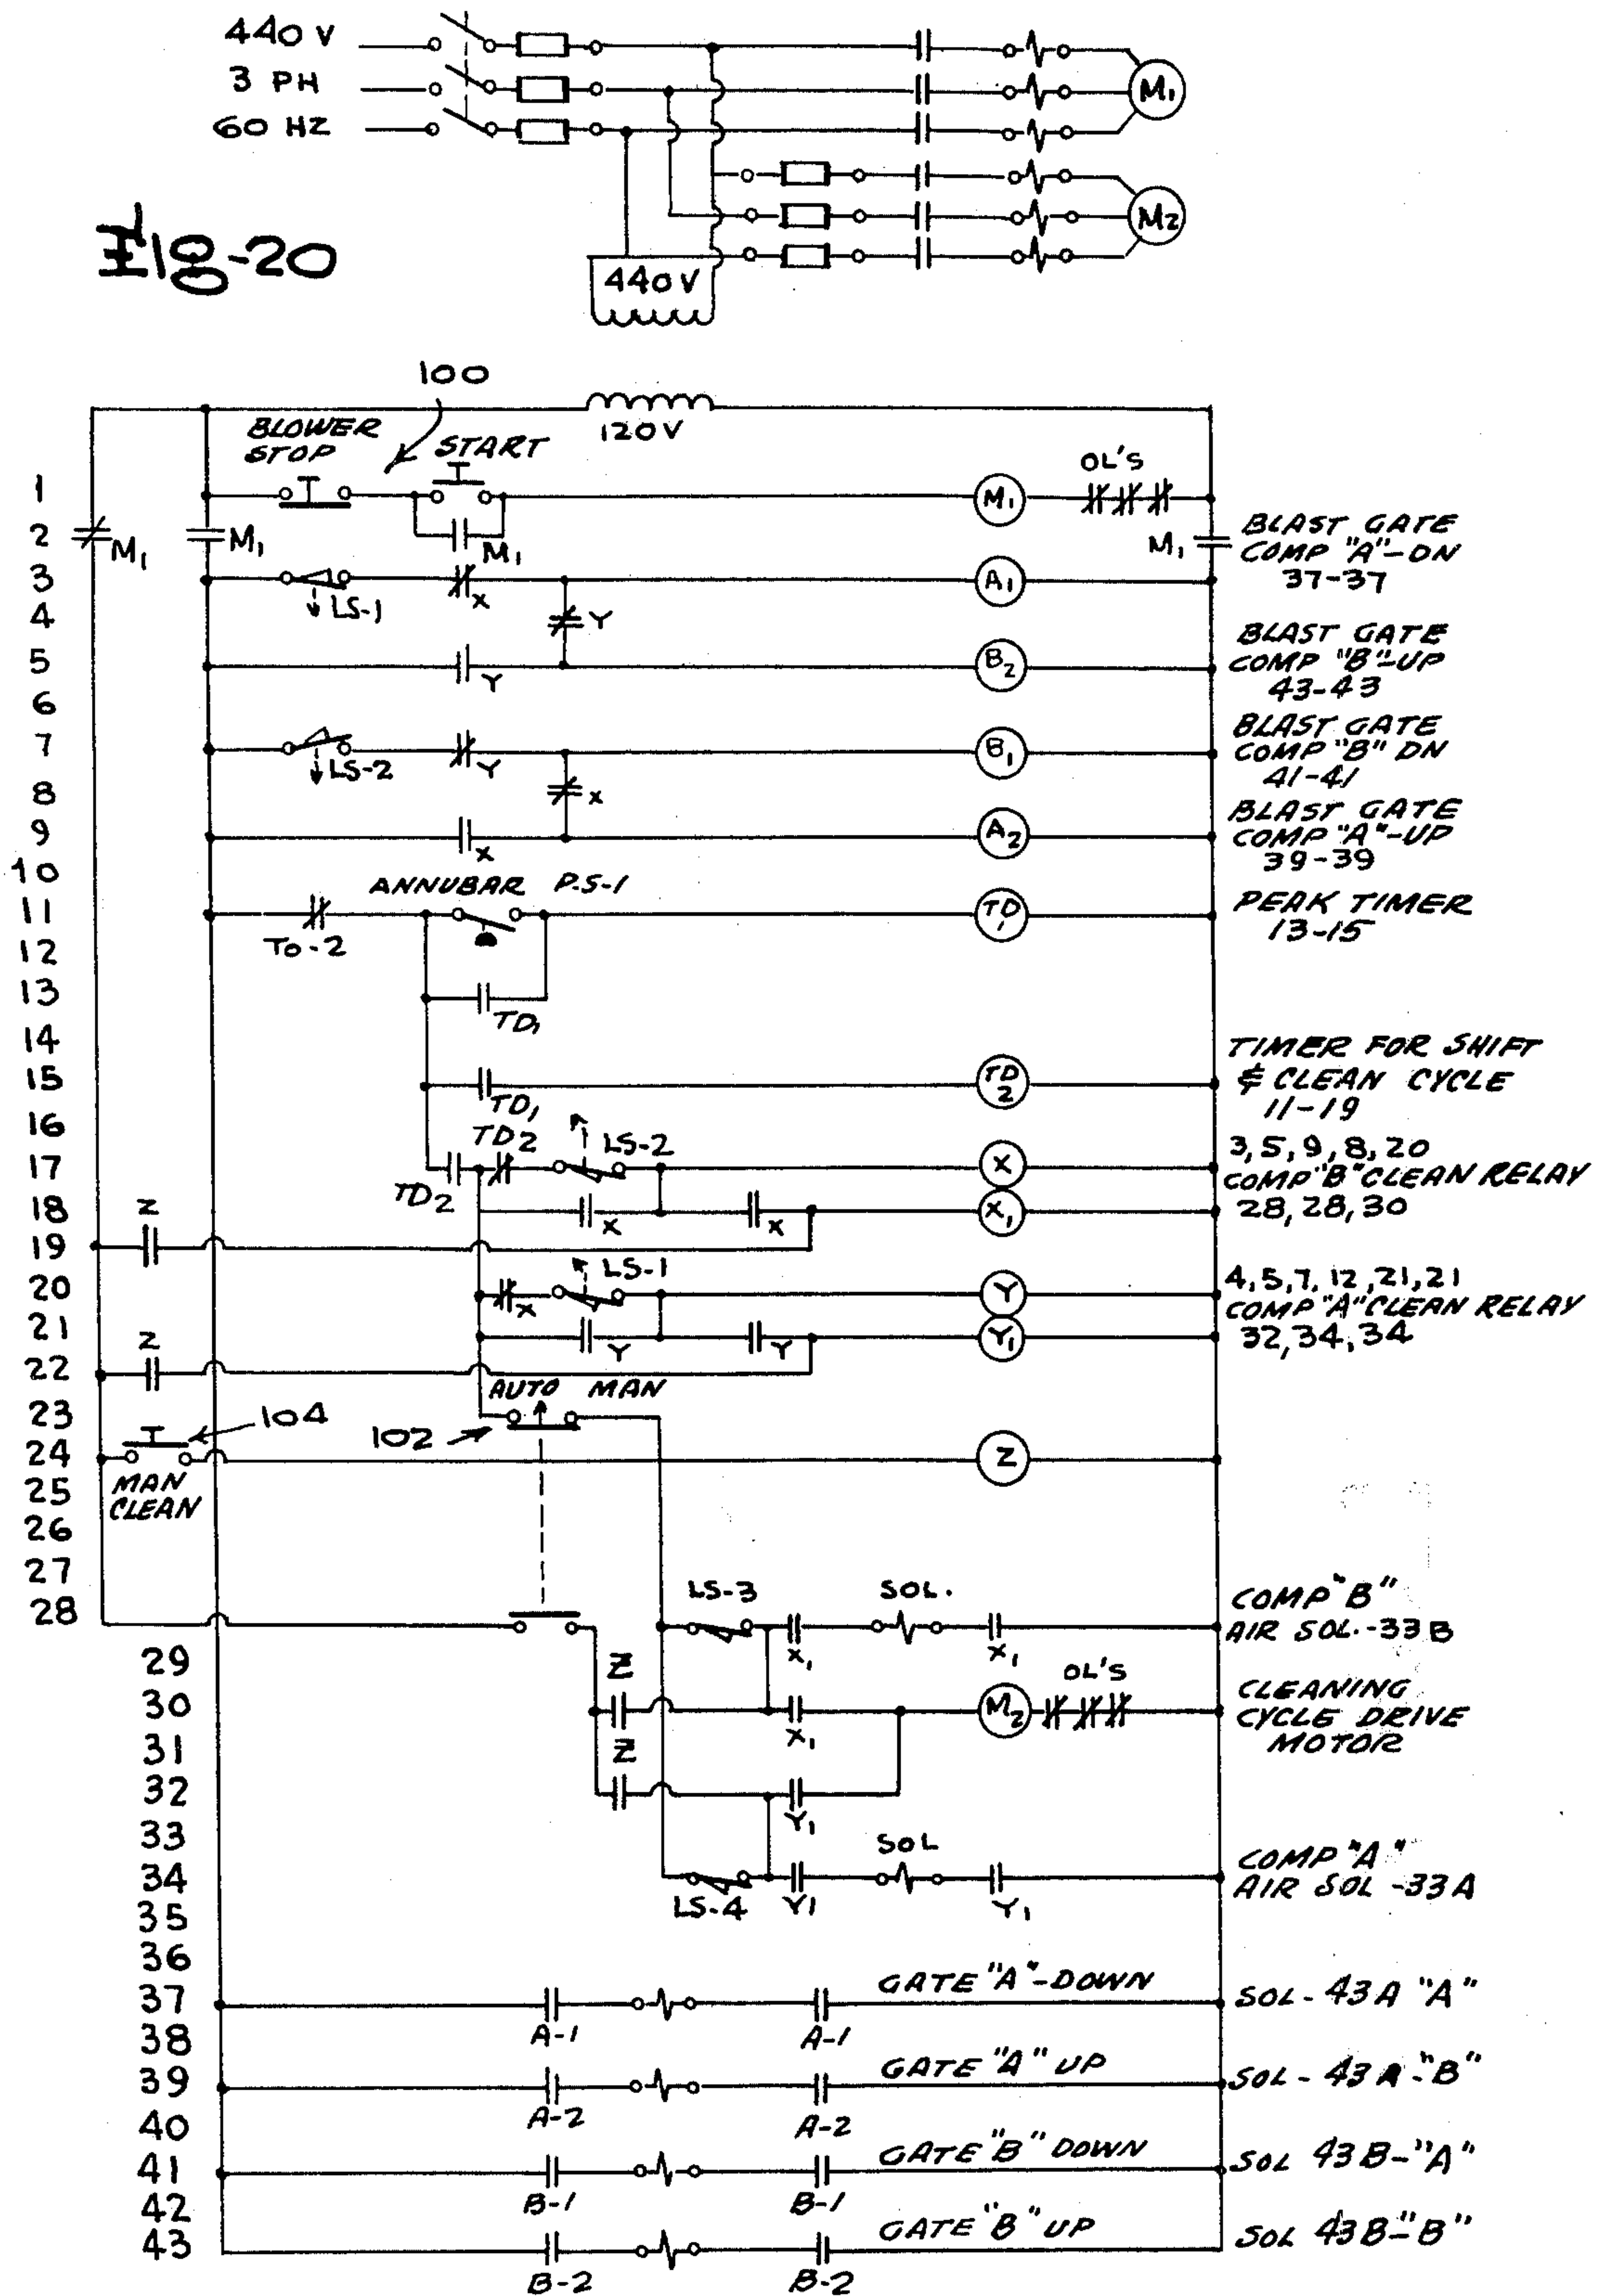 440 V
3 PH
60 HZ
M1
M2
Fig-20
440 V
100
120V
BLOWER
STOP
START
OL'S
1
M1
2
M1
M1
M1
M1
BLAST GATE
COMP "A"-DN
37-37
3
LS-1
X
A1
4
Y
5
Y
B2
BLAST GATE
COMP "B"-UP
43-43
6
7
LS-2
Y
B1
BLAST GATE
COMP "B" DN
41-41
8
X
9
X
A2
BLAST GATE
COMP "A"-UP
39-39
10
ANNUBAR P.S-1
11
TD-2
TD1
PEAK TIMER
13-15
12
13
TD1
14
15
TD1
TD2
TIMER FOR SHIFT
& CLEAN CYCLE
11-19
16
TD2
LS-2
17
TD2
X
3, 5, 9, 8, 20
COMP "B" CLEAN RELAY
18
Z
X
X
X1
28, 28, 30
19
LS-1
20
X
Y
4, 5, 7, 12, 21, 21
COMP "A" CLEAN RELAY
21
Z
Y
Y
Y1
32, 34, 34
22
AUTO MAN
23
104
102
24
Z
25
MAN
CLEAN
26
27
28
LS-3
SOL.
X1
X1
COMP "B"
AIR SOL.-33B
29
Z
OL'S
30
X1
M2
CLEANING
CYCLE DRIVE
MOTOR
31
Z
32
Y1
33
SOL
34
LS-4
Y1
Y1
COMP "A"
AIR SOL -33A
35
36
37
A-1
A-1
GATE "A"-DOWN
SOL - 43A "A"
38
39
A-2
A-2
GATE "A" UP
SOL - 43A-"B"
40
41
B-1
B-1
GATE "B" DOWN
SOL 43B-"A"
42
43
B-2
B-2
GATE "B" UP
SOL 43B-"B"